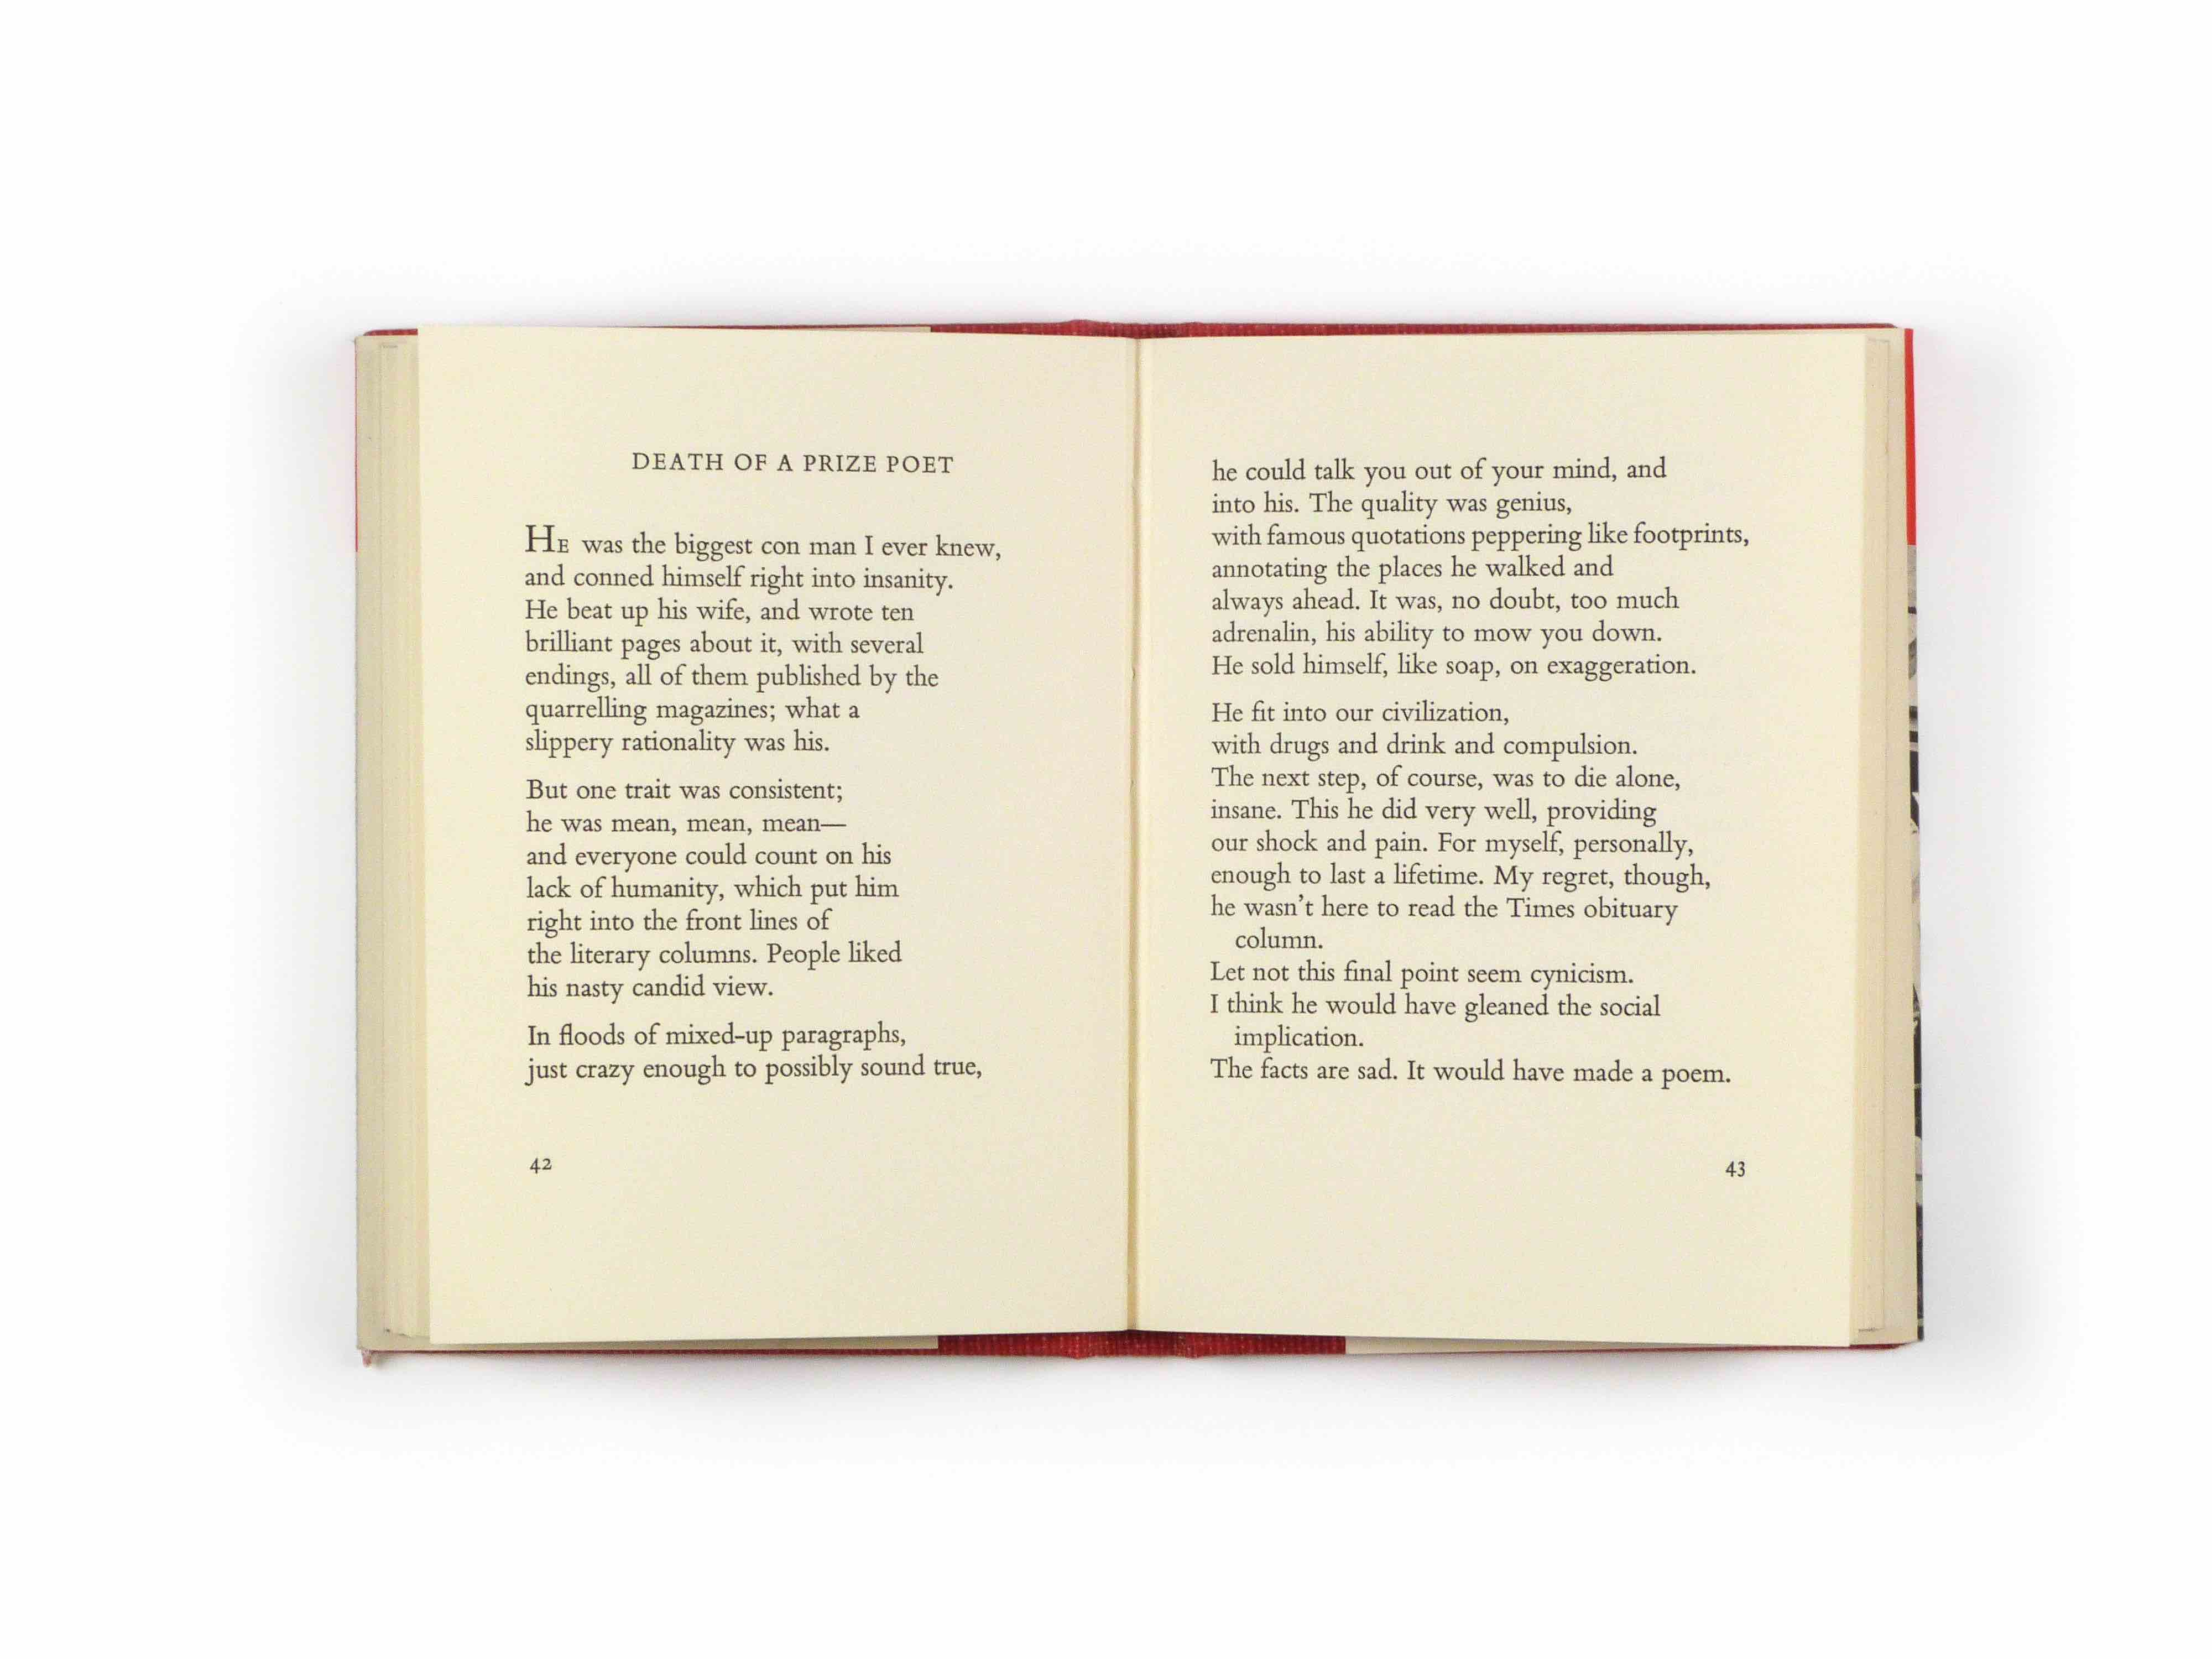 DEATH OF A PRIZE POET
HE was the biggest con man I ever knew,
and conned himself right into insanity.
He beat up his wife, and wrote ten
brilliant pages about it, with several
endings, all of them published by the
quarrelling magazines; what a
slippery rationality was his.
But one trait was consistent;
he was mean, mean, mean—
and everyone could count on his
lack of humanity, which put him
right into the front lines of
the literary columns. People liked
his nasty candid view.
In floods of mixed-up paragraphs,
just crazy enough to possibly sound true,
42
he could talk you out of your mind, and
into his. The quality was genius,
with famous quotations peppering like footprints,
annotating the places he walked and
always ahead. It was, no doubt, too much
adrenalin, his ability to mow you down.
He sold himself, like soap, on exaggeration.
He fit into our civilization,
with drugs and drink and compulsion.
The next step, of course, was to die alone,
insane. This he did very well, providing
our shock and pain. For myself, personally,
enough to last a lifetime. My regret, though,
he wasn't here to read the Times obituary
column.
Let not this final point seem cynicism.
I think he would have gleaned the social
implication.
The facts are sad. It would have made a poem.
43